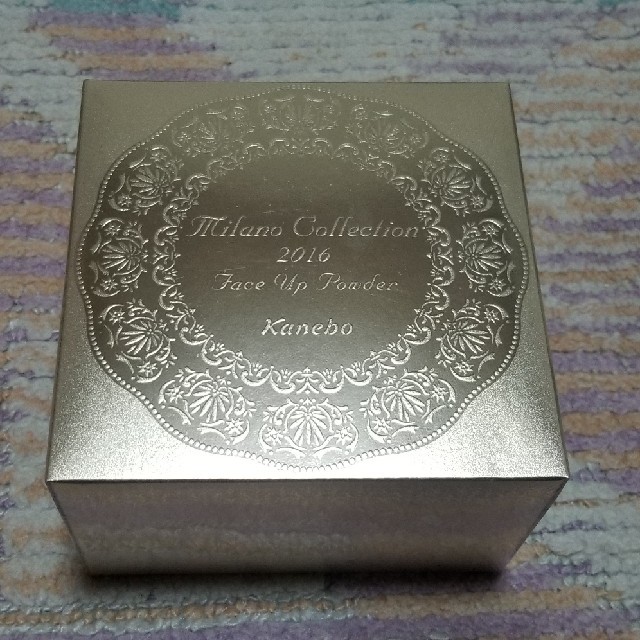 Milano Collection
2016
Face Up Powder
Kanebo